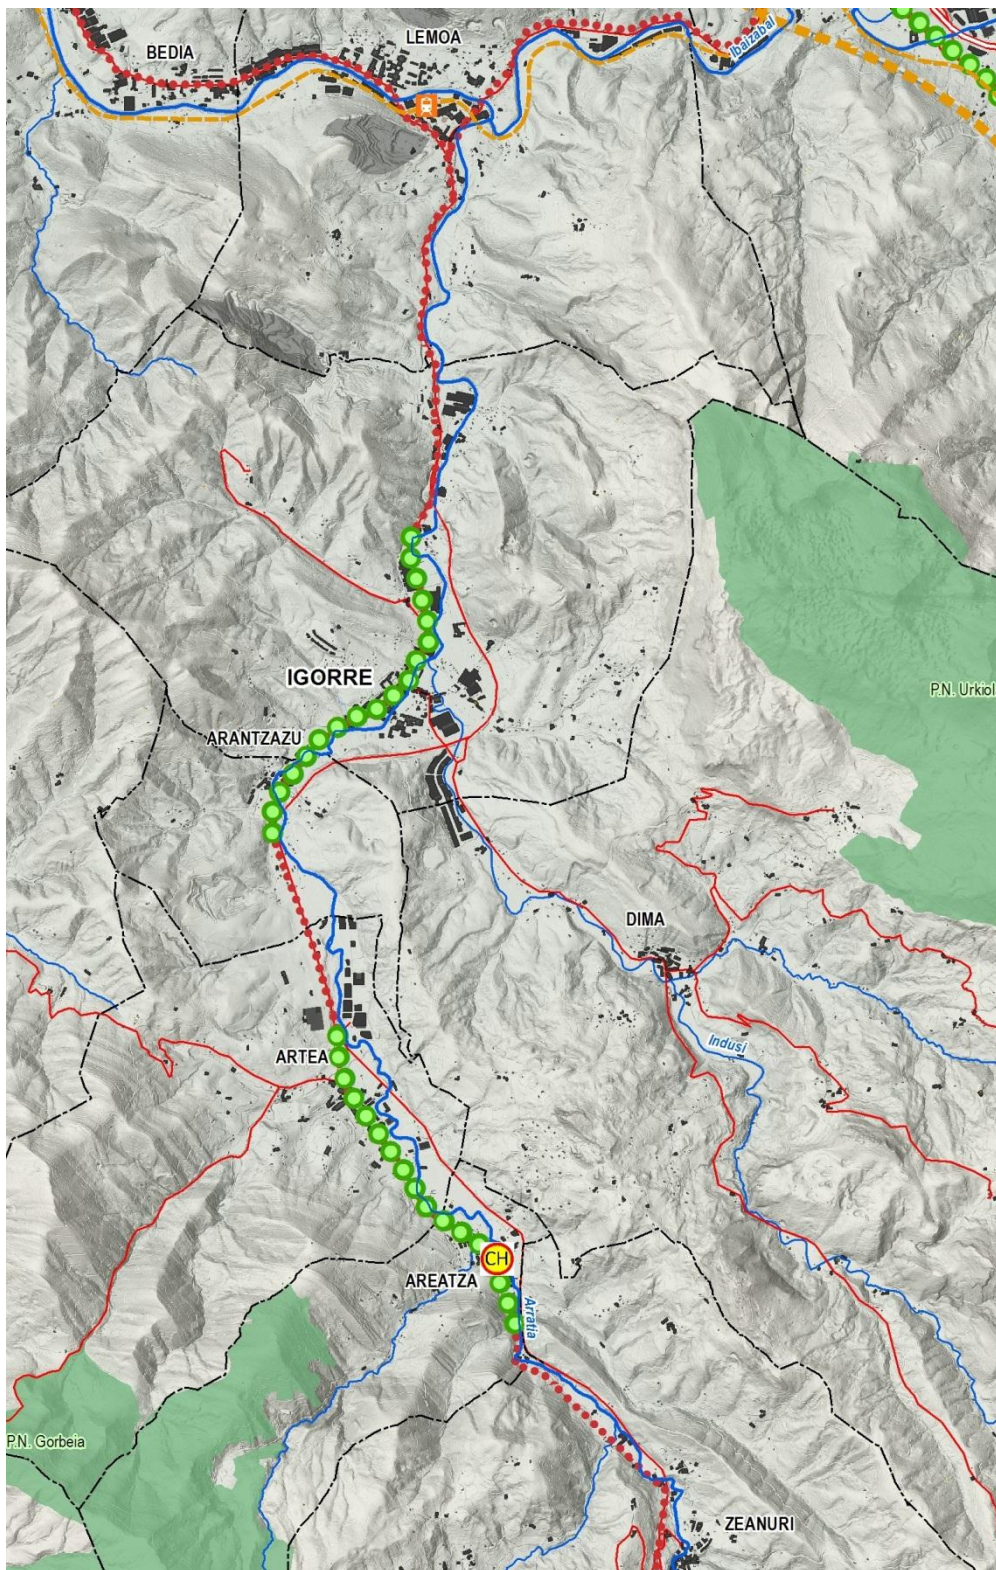 LEMOA
BEDIA
Ibaizabal
IGORRE
P.N. Urkiol
ARANTZAZU
DIMA
Indusi
ARTEA
CH
AREATZA
Arratia
P.N. Gorbeia
ZEANURI